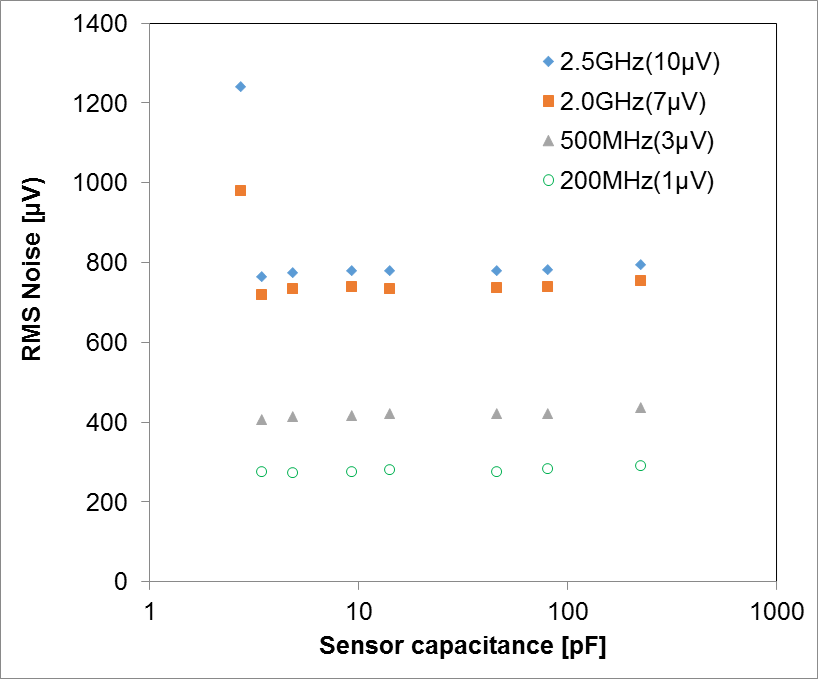 1400
1200
1000
800
600
400
200
0
RMS Noise [µV]
2.5GHz(10µV)
2.0GHz(7µV)
500MHz(3µV)
200MHz(1µV)
1
10
100
1000
Sensor capacitance [pF]